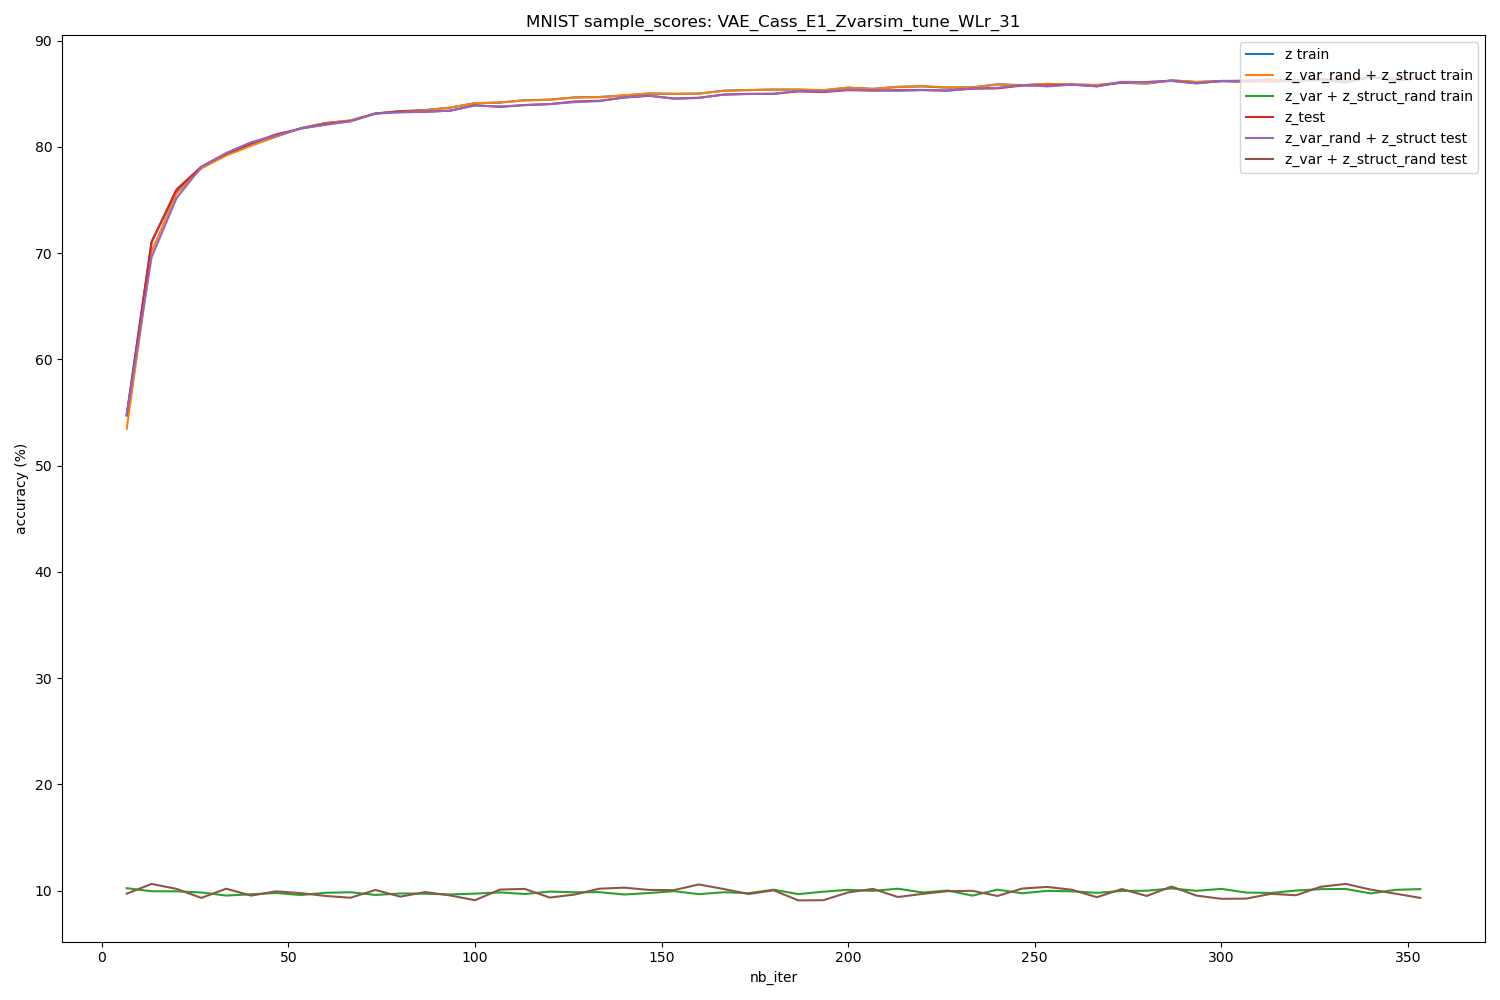 MNIST sample_scores: VAE_Cass_E1_Zvarsim_tune_WLr_31
z train
z_var_rand + z_struct train
z_var + z_struct_rand train
z_test
z_var_rand + z_struct test
z_var + z_struct_rand test
90
80
70
60
50
40
30
20
10
accuracy (%)
0 50 100 150 200 250 300 350
nb_iter